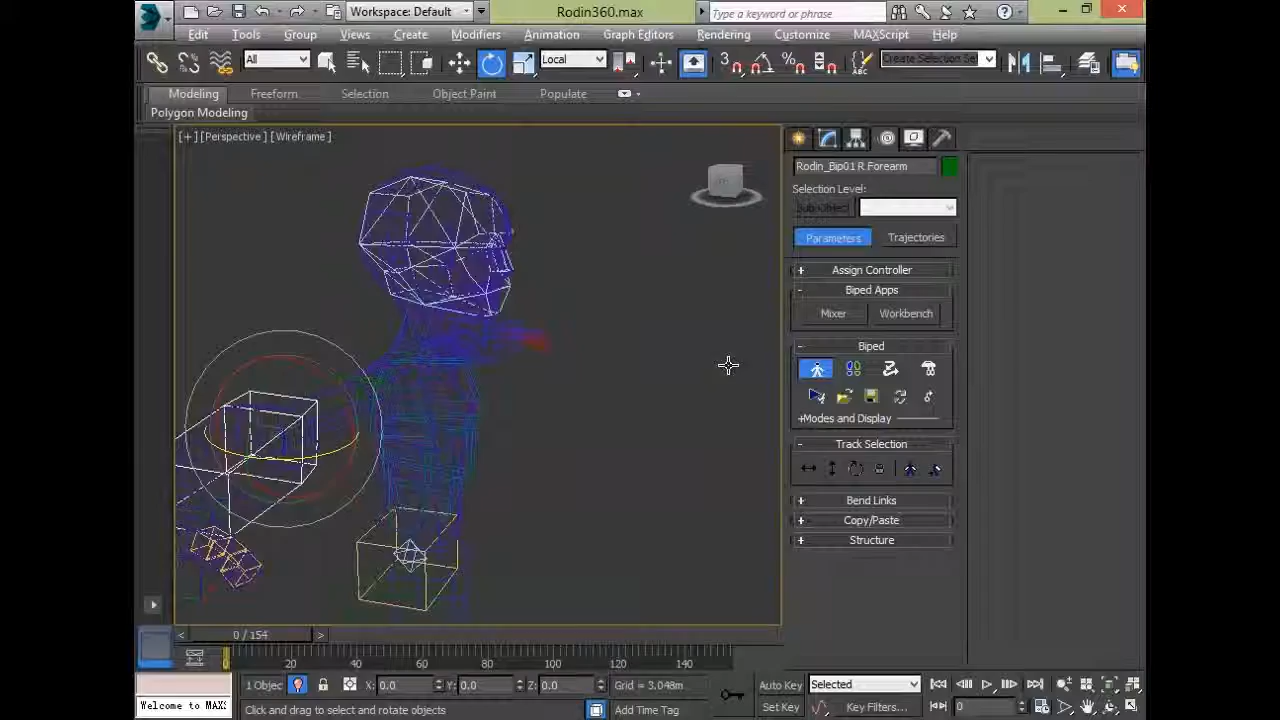 Workspace: Default
Rodin360.max
Type a keyword or phrase
Edit Tools Group Views Create Modifiers Animation Graph Editors Rendering Customize MAXScript Help
All
Local
3
Create Selection Se
Modeling Freeform Selection Object Paint Populate
Polygon Modeling
[+][Perspective][Wireframe]
Rodin_Bip01 R Forearm
Selection Level:
Sub-Object
Parameters Trajectories
+ Assign Controller
- Biped Apps
Mixer Workbench
- Biped
+Modes and Display
- Track Selection
+ Bend Links
+ Copy/Paste
+ Structure
< 0 / 154 >
0 20 40 60 80 100 120 140
1 Objec X: 0.0 Y: 0.0 Z: 0.0 Grid = 3.048m Auto Key Selected
Welcome to MAX: Click and drag to select and rotate objects Add Time Tag Set Key Key Filters... 0